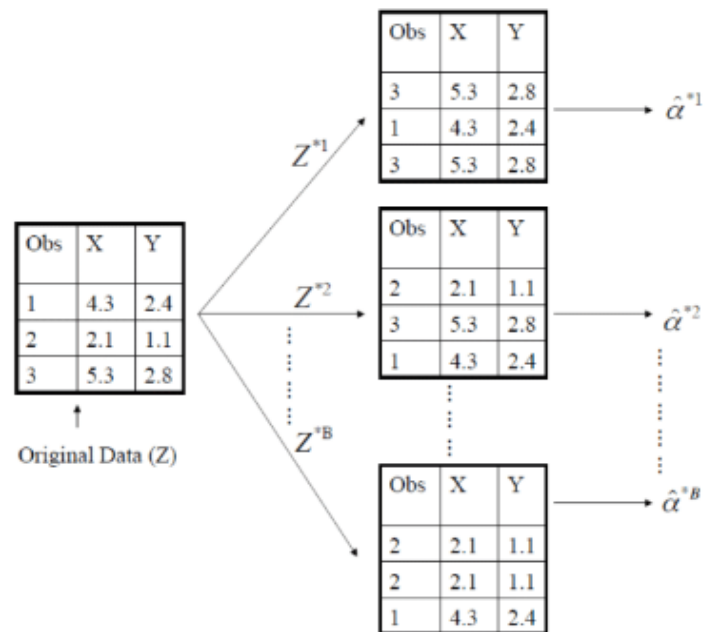 Obs X Y
3 5.3 2.8
1 4.3 2.4
3 5.3 2.8
α̂*1
Z*1
Obs X Y
1 4.3 2.4
2 2.1 1.1
3 5.3 2.8
Original Data (Z)
Z*2
Obs X Y
2 2.1 1.1
3 5.3 2.8
1 4.3 2.4
α̂*2
Z*B
Obs X Y
2 2.1 1.1
2 2.1 1.1
1 4.3 2.4
α̂*B